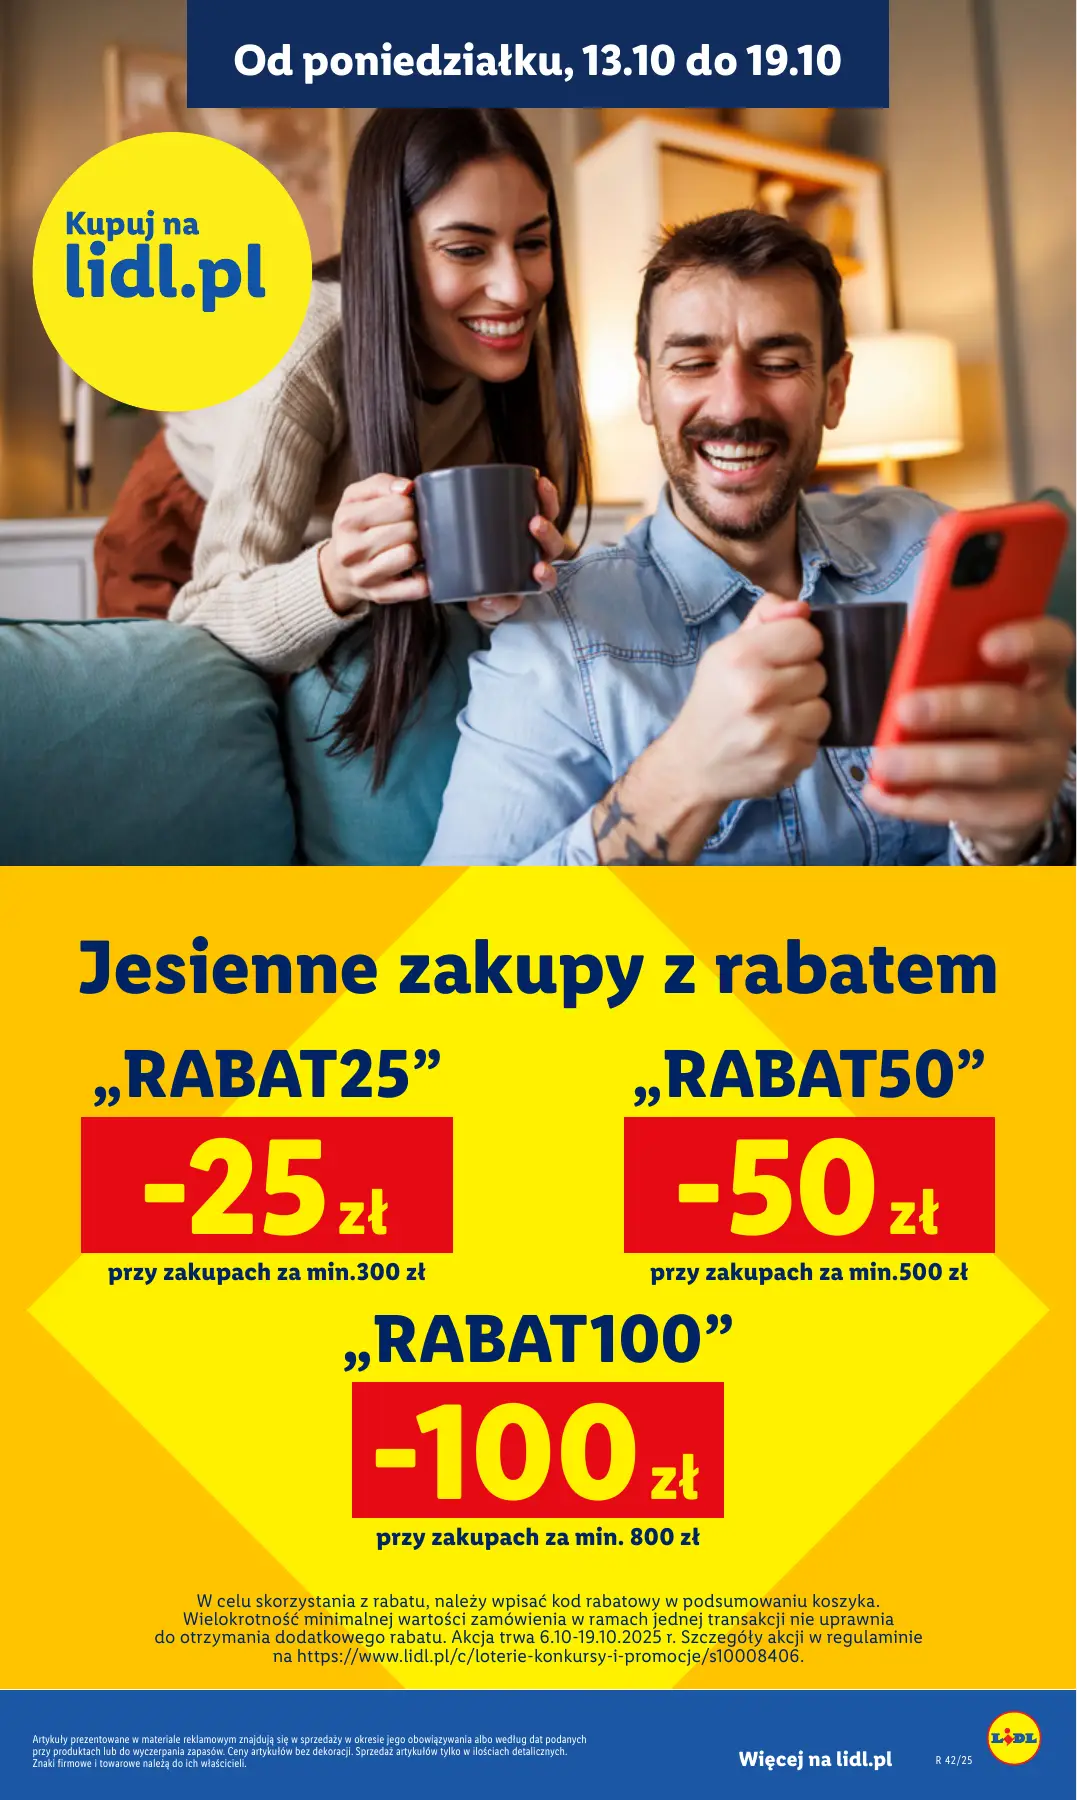 Od poniedziałku, 13.10 do 19.10
Kupuj na
lidl.pl
Jesienne zakupy z rabatem
„RABAT25”
-25 zł
przy zakupach za min.300 zł
„RABAT50”
-50 zł
przy zakupach za min.500 zł
„RABAT100”
-100 zł
przy zakupach za min. 800 zł
W celu skorzystania z rabatu, należy wpisać kod rabatowy w podsumowaniu koszyka.
Wielokrotność minimalnej wartości zamówienia w ramach jednej transakcji nie uprawnia
do otrzymania dodatkowego rabatu. Akcja trwa 6.10-19.10.2025 r. Szczegóły akcji w regulaminie
na https://www.lidl.pl/c/loterie-konkursy-i-promocje/s10008406.
Artykuły prezentowane w materiale reklamowym znajdują się w sprzedaży w okresie jego obowiązywania albo według dat podanych
przy produktach lub do wyczerpania zapasów. Ceny artykułów bez dekoracji. Sprzedaż artykułów tylko w ilościach detalicznych.
Znaki firmowe i towarowe należą do ich właścicieli.
Więcej na lidl.pl
R 42/25
LIDL